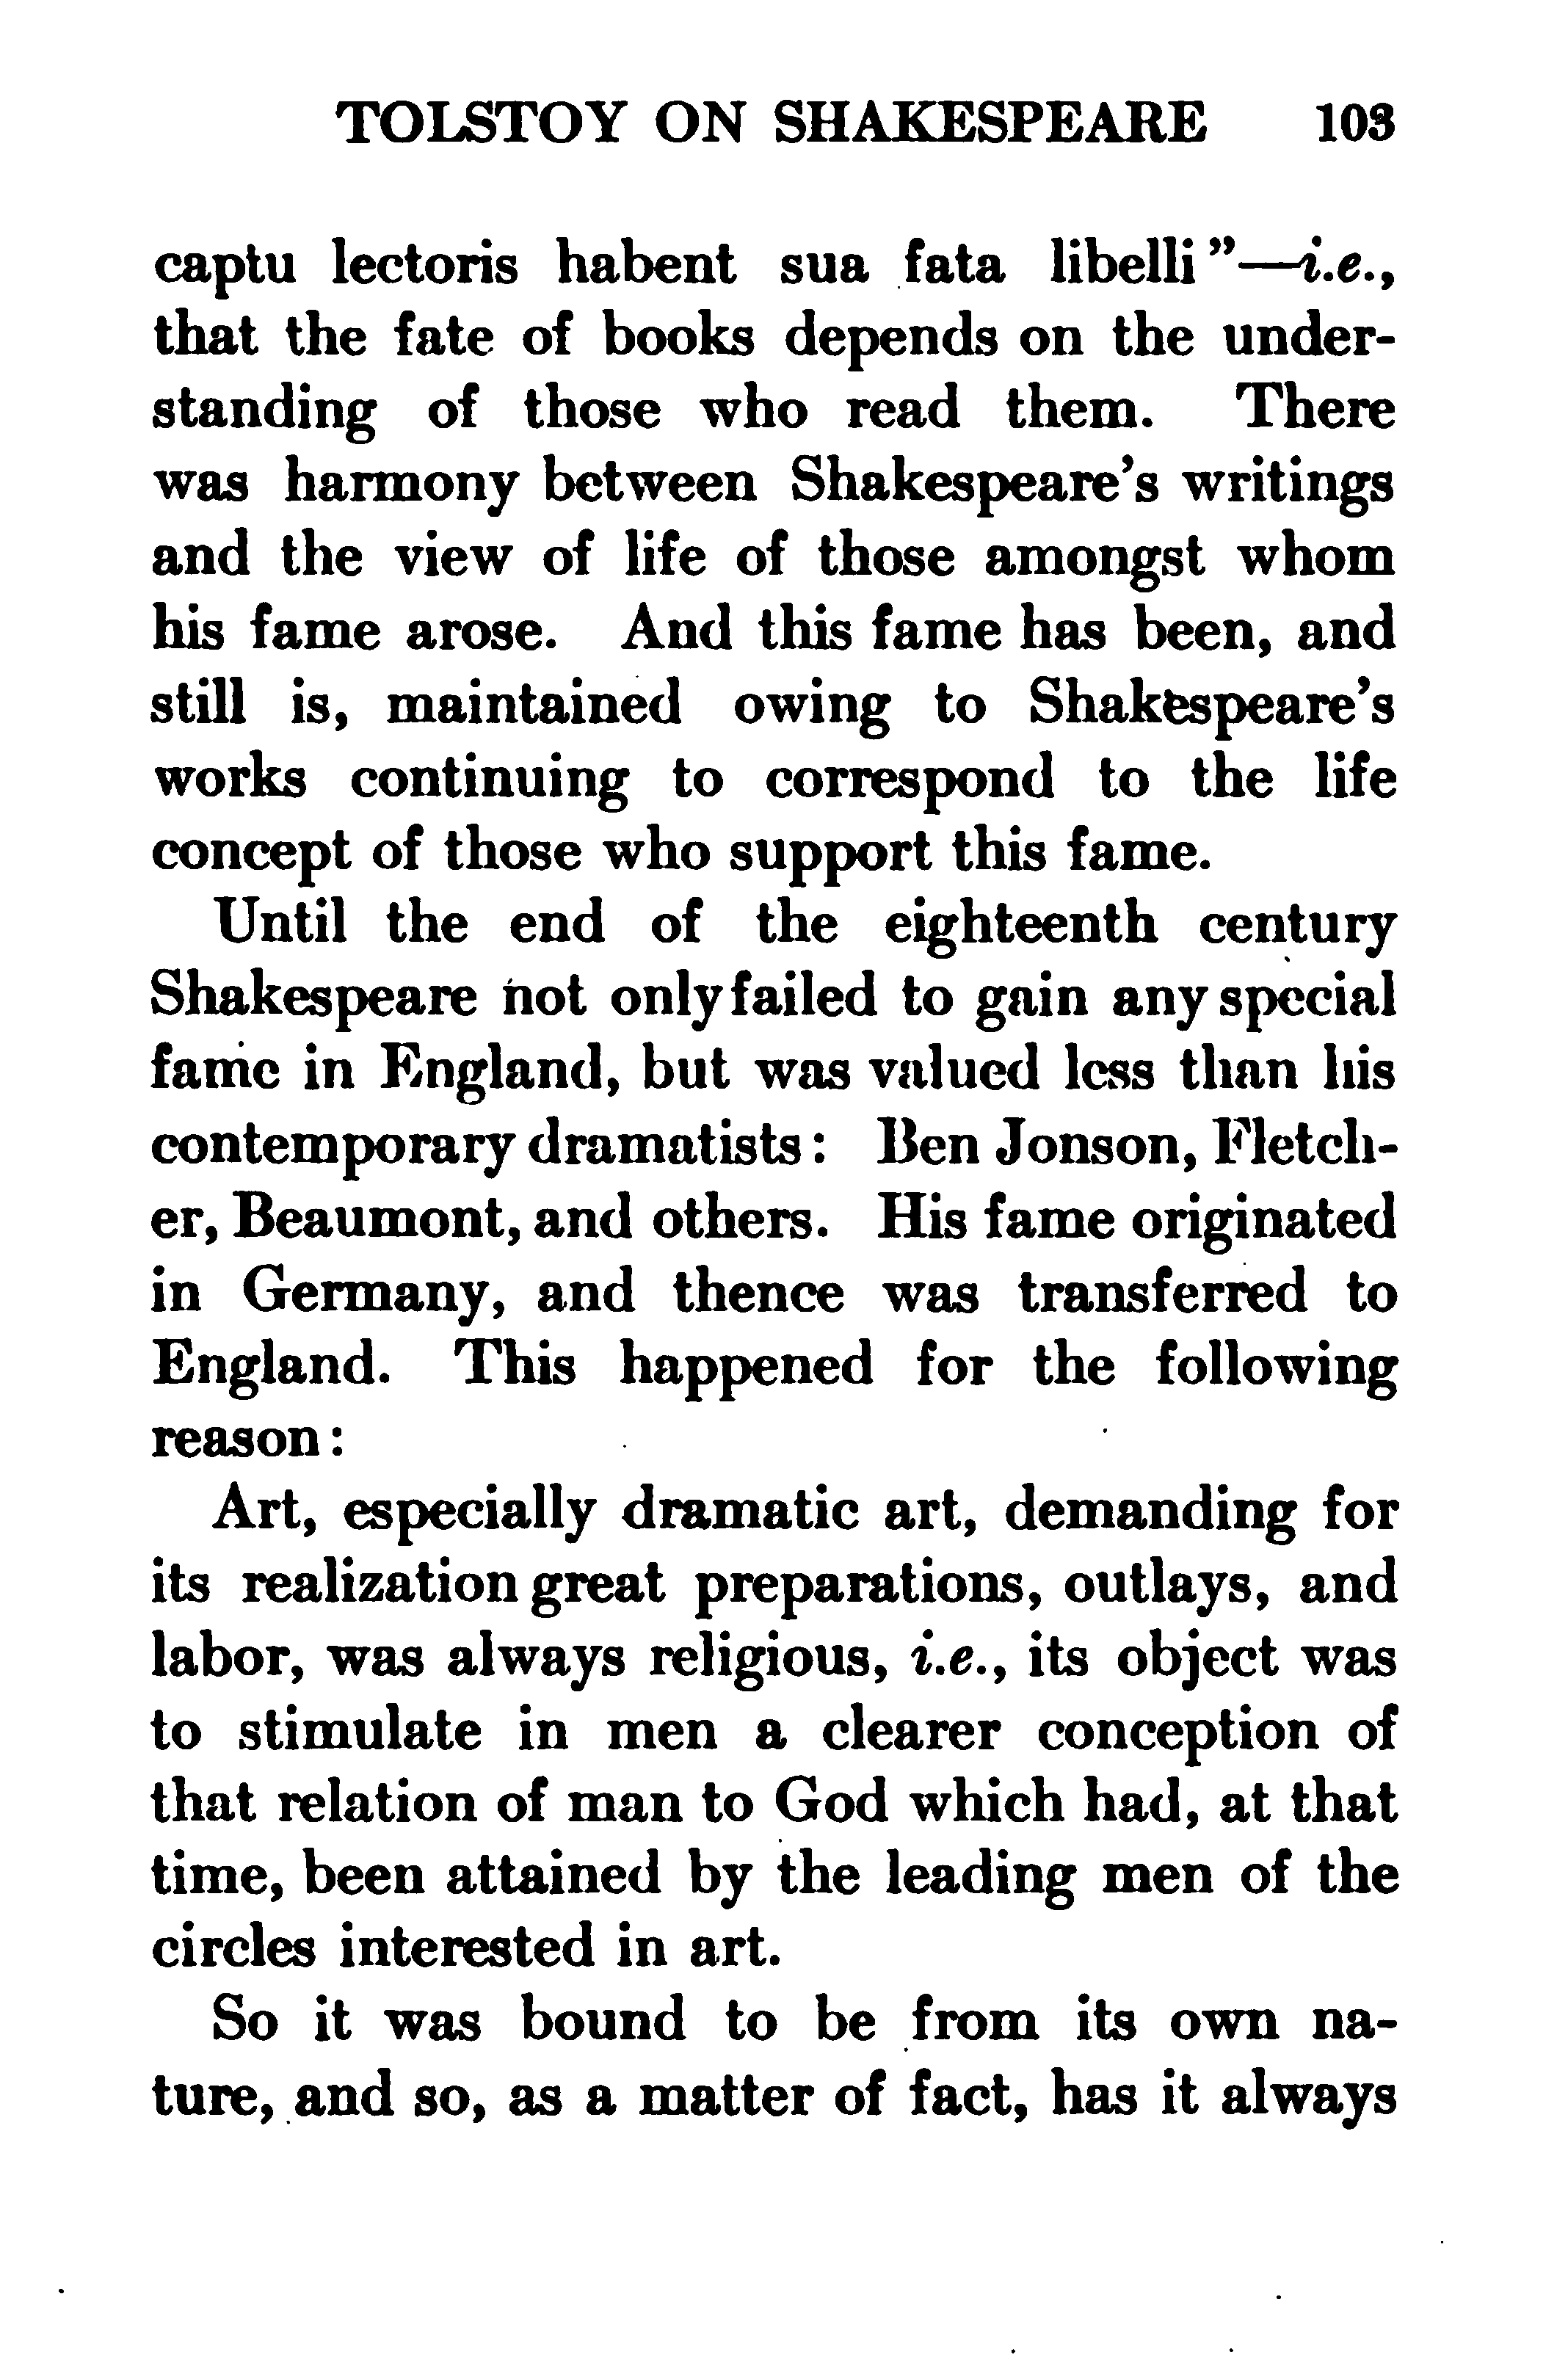 TOLSTOY ON SHAKESPEARE 103
captu lectoris habent sua fata libelli"—i.e.,
that the fate of books depends on the under-
standing of those who read them. There
was harmony between Shakespeare's writings
and the view of life of those amongst whom
his fame arose. And this fame has been, and
still is, maintained owing to Shakespeare's
works continuing to correspond to the life
concept of those who support this fame.
Until the end of the eighteenth century
Shakespeare not only failed to gain any special
fame in England, but was valued less than his
contemporary dramatists: Ben Jonson, Fletch-
er, Beaumont, and others. His fame originated
in Germany, and thence was transferred to
England. This happened for the following
reason:
Art, especially dramatic art, demanding for
its realization great preparations, outlays, and
labor, was always religious, i.e., its object was
to stimulate in men a clearer conception of
that relation of man to God which had, at that
time, been attained by the leading men of the
circles interested in art.
So it was bound to be from its own na-
ture, and so, as a matter of fact, has it always